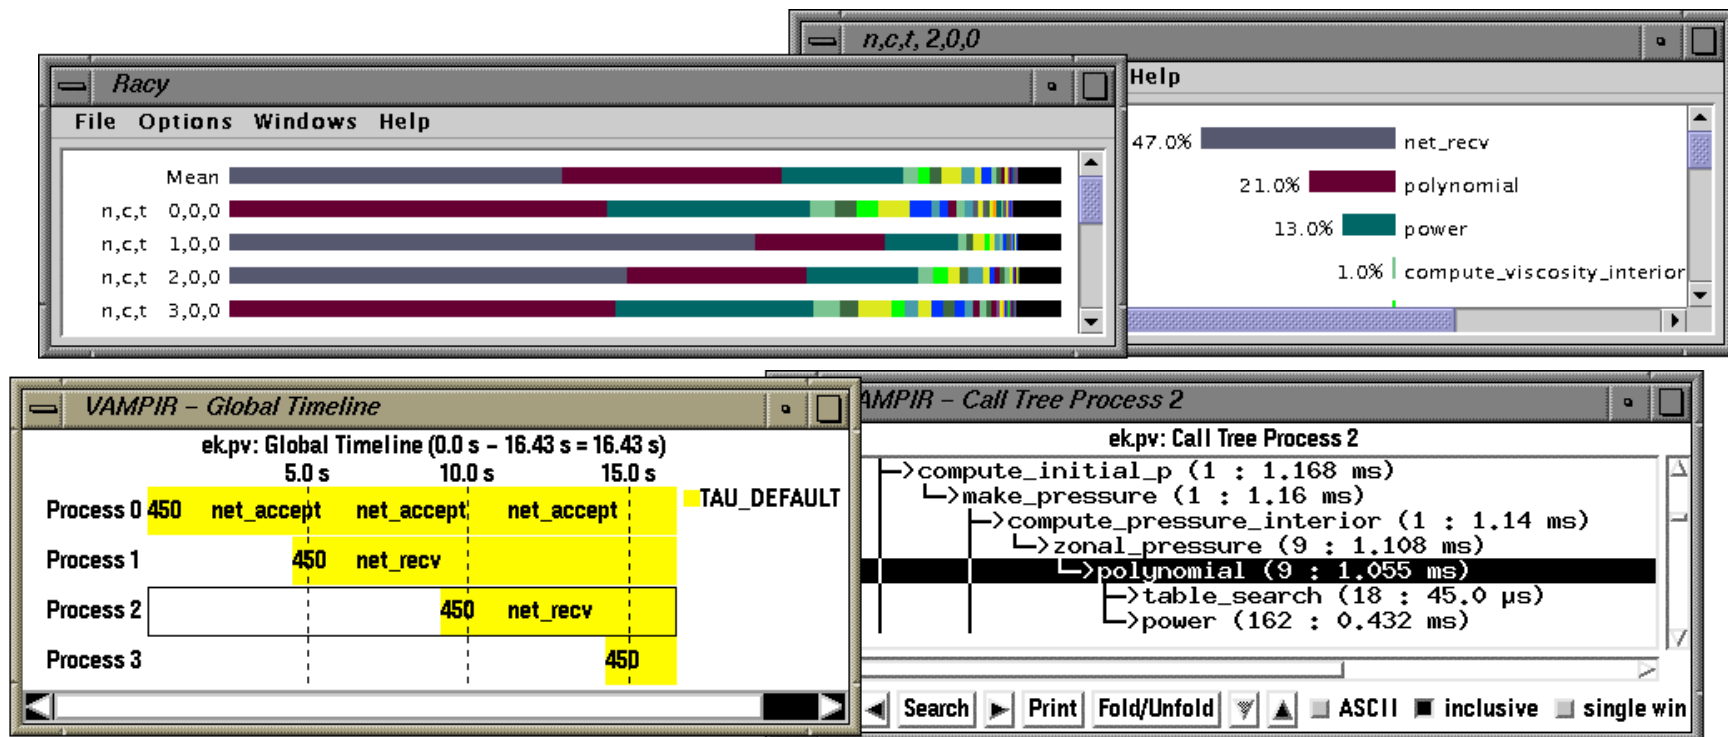 n,c,t, 2,0,0
Racy
Help
File Options Windows Help
47.0% net_recv
Mean
21.0% polynomial
n,c,t 0,0,0
13.0% power
n,c,t 1,0,0
1.0% compute_viscosity_interior
n,c,t 2,0,0
n,c,t 3,0,0
VAMPIR – Global Timeline
ek.pv: Global Timeline (0.0 s – 16.43 s = 16.43 s)
5.0 s 10.0 s 15.0 s
Process 0 450 net_accept net_accept net_accept TAU_DEFAULT
Process 1 450 net_recv
Process 2 450 net_recv
Process 3 450
AMPIR – Call Tree Process 2
ek.pv: Call Tree Process 2
>compute_initial_p (1 : 1.168 ms)
>make_pressure (1 : 1.16 ms)
>compute_pressure_interior (1 : 1.14 ms)
>zonal_pressure (9 : 1.108 ms)
>polynomial (9 : 1.055 ms)
>table_search (18 : 45.0 µs)
>power (162 : 0.432 ms)
Search Print Fold/Unfold ASCII inclusive single win